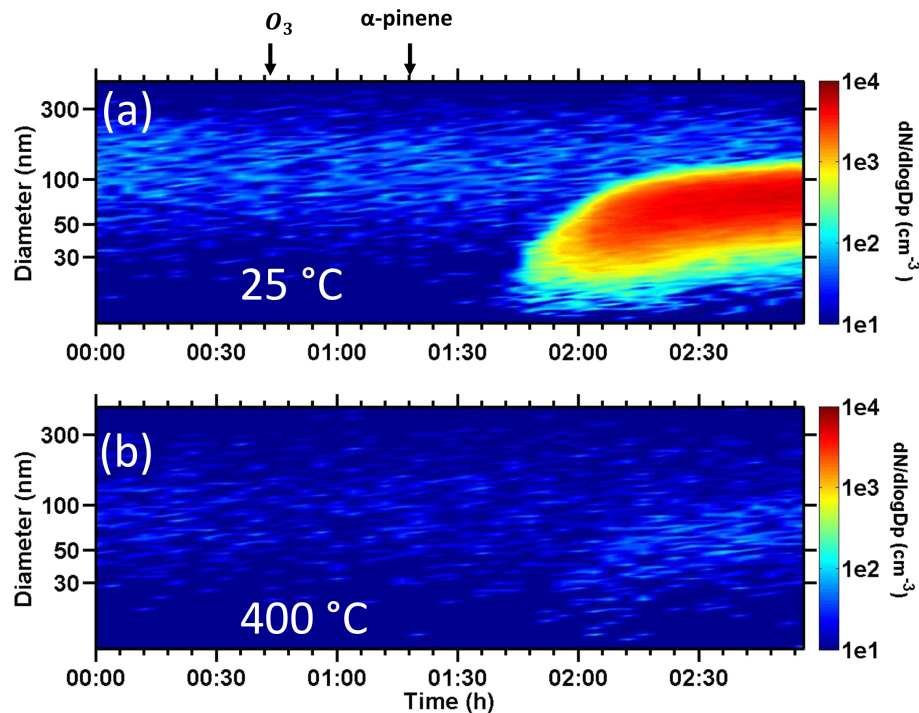 O₃ α-pinene
(a)
25 °C
Diameter (nm)
300
100
50
30
00:00 00:30 01:00 01:30 02:00 02:30
1e4
1e3
1e2
1e1
dN/dlogDp (cm⁻³)
(b)
400 °C
Diameter (nm)
300
100
50
30
00:00 00:30 01:00 01:30 02:00 02:30
Time (h)
1e4
1e3
1e2
1e1
dN/dlogDp (cm⁻³)